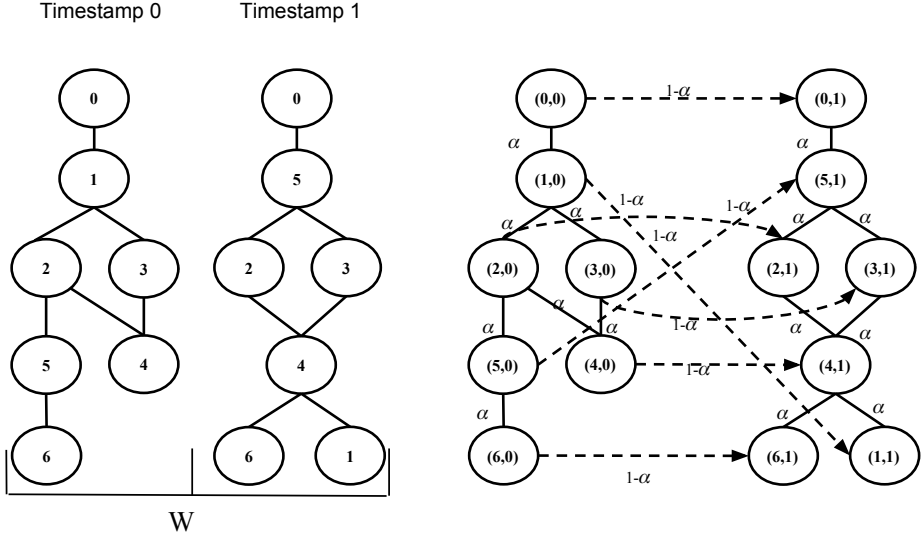 Timestamp 0 Timestamp 1
0 0 (0,0) 1-α (0,1)
α α
1 5 (1,0) (5,1)
1-α 1-α
α α α α
1-α
2 3 2 3 (2,0) (3,0) (2,1) (3,1)
α
α α 1-α α α
5 4 4 (5,0) (4,0) 1-α (4,1)
α α α
6 6 1 (6,0) (6,1) (1,1)
1-α
W